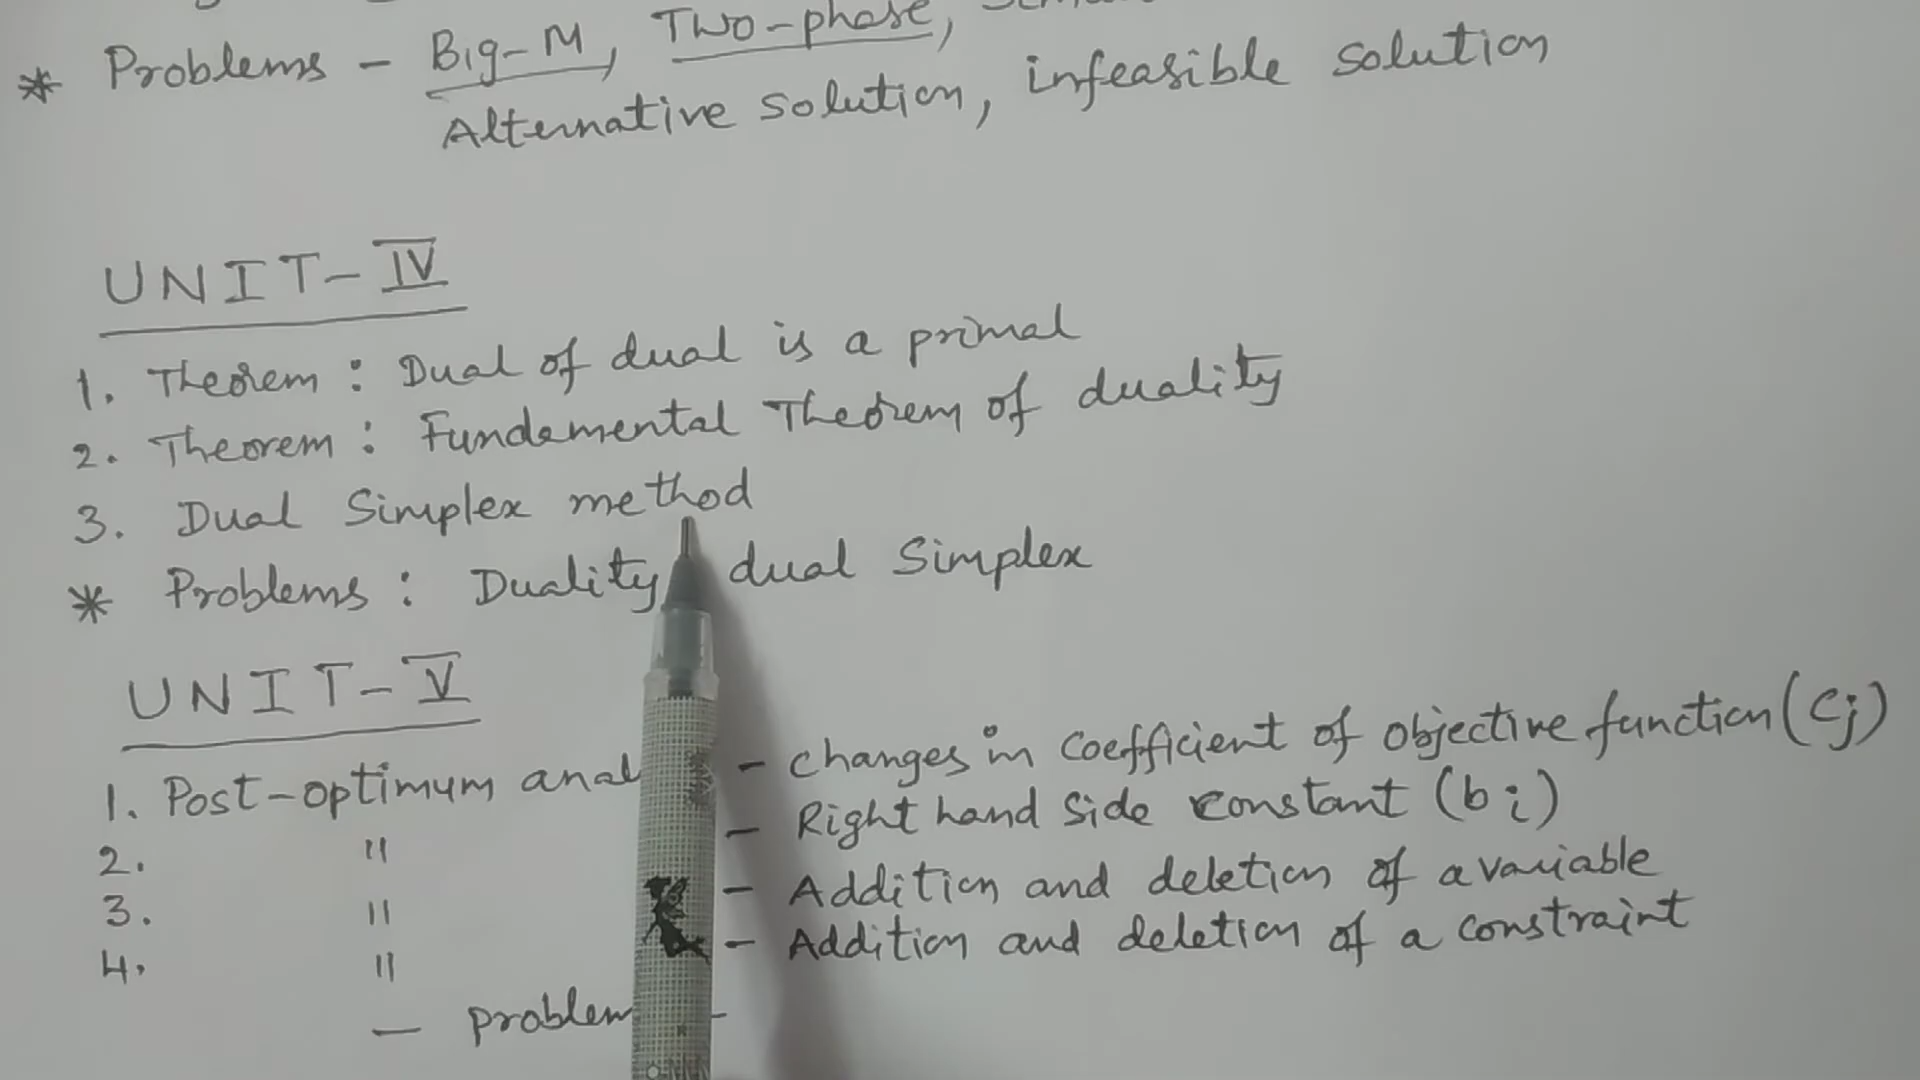 * Problems - Big-M, Two-phase,
Alternative solution, infeasible solution
UNIT-IV
1. Theorem : Dual of dual is a primal
2. Theorem : Fundamental Theorem of duality
3. Dual Simplex method
* Problems : Duality dual Simplex
UNIT-V
1. Post-optimum - changes in Coefficient of objective function (Cj)
2. " - Right hand side constant (bi)
3. " - Addition and deletion of a variable
4. " - Addition and deletion of a constraint
- -